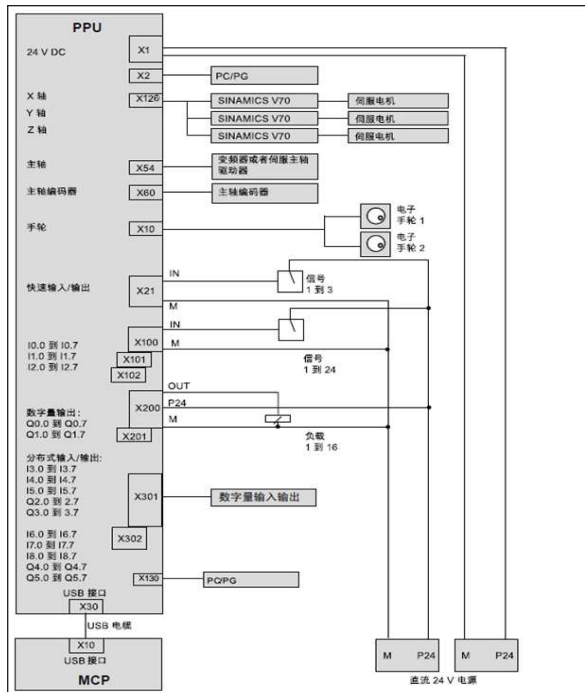 PPU
24 V DC
X1
X2
PC/PG
X 轴
X126
SINAMICS V70
伺服电机
Y 轴
SINAMICS V70
伺服电机
Z 轴
SINAMICS V70
伺服电机
主轴
X54
变频器或者伺服主轴
驱动器
主轴编码器
X60
主轴编码器
手轮
X10
电子
手轮 1
电子
手轮 2
快速输入/输出
X21
IN
M
信号
1 到 3
I0.0 到 I0.7
I1.0 到 I1.7
I2.0 到 I2.7
X100
X101
X102
IN
M
信号
1 到 24
数字量输出:
Q0.0 到 Q0.7
Q1.0 到 Q1.7
X200
X201
OUT
P24
M
负载
1 到 16
分布式输入/输出:
I3.0 到 I3.7
I4.0 到 I4.7
I5.0 到 I5.7
Q2.0 到 2.7
Q3.0 到 3.7
X301
数字量输入输出
I6.0 到 I6.7
I7.0 到 I7.7
I8.0 到 I8.7
Q4.0 到 Q4.7
Q5.0 到 Q5.7
X302
X130
PC/PG
USB 接口
X30
USB 电缆
X10
USB 接口
MCP
M
P24
M
P24
直流 24 V 电源